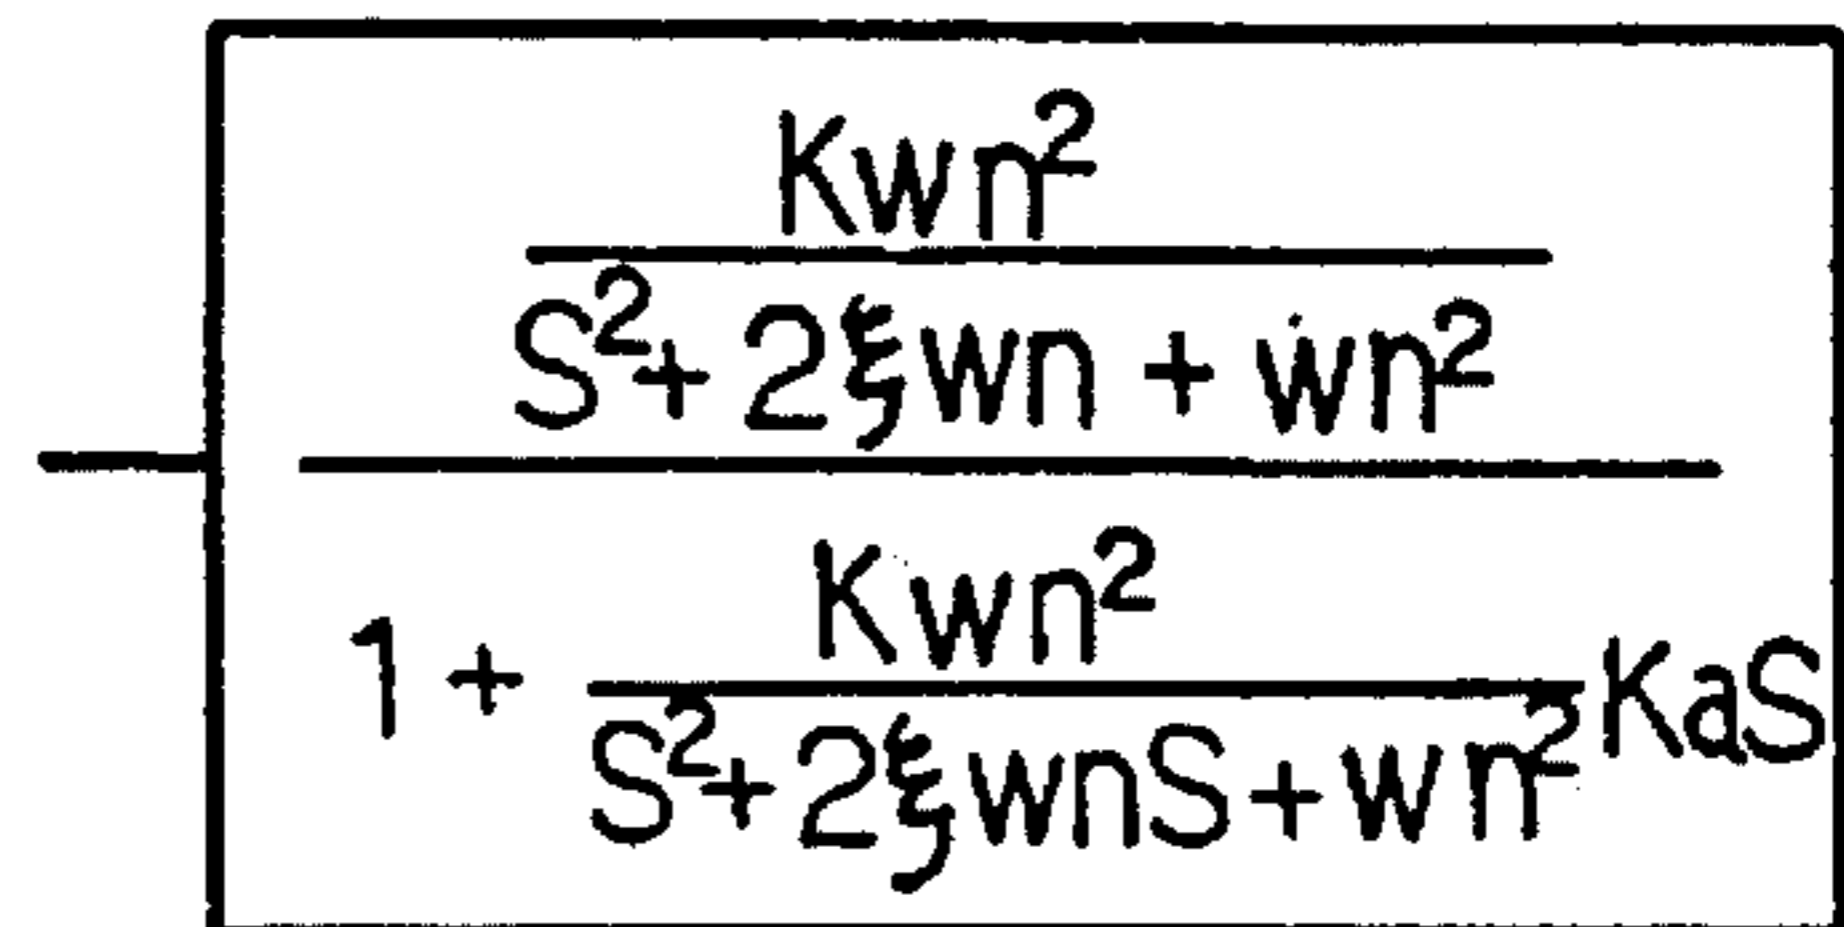 Kwn²
S²+2ξwn+wn²
Kwn²
1+ KaS
S²+2ξwnS+wn²